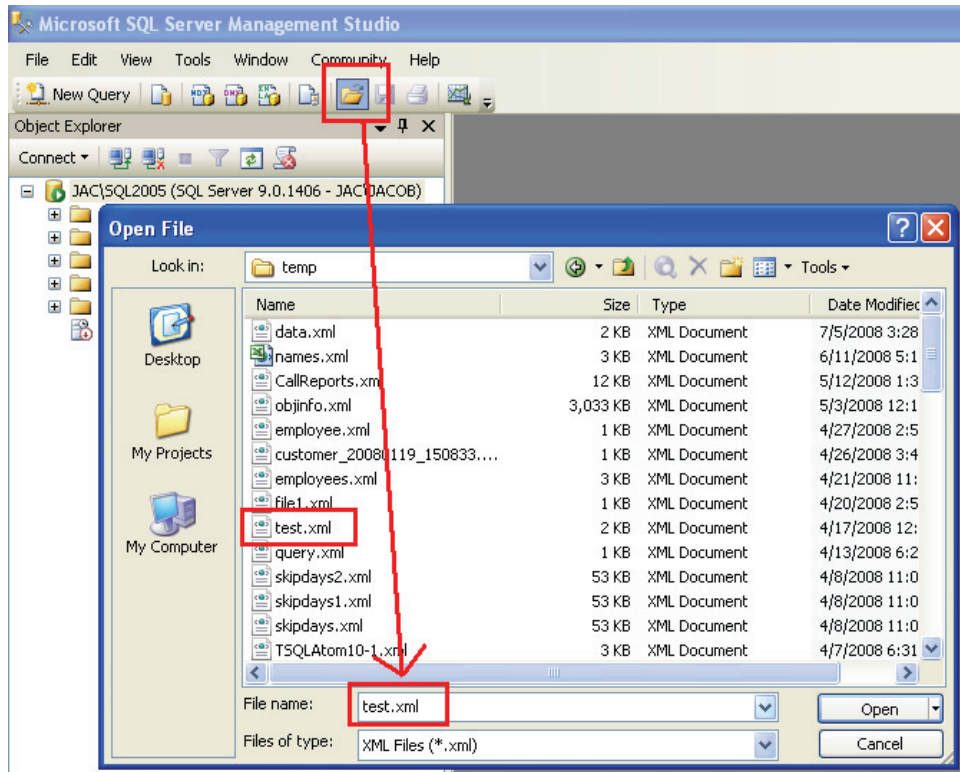 Microsoft SQL Server Management Studio
File Edit View Tools Window Community Help
New Query
Object Explorer
Connect
JAC\SQL2005 (SQL Server 9.0.1406 - JAC\JACOB)
Open File
Look in: temp Tools
Name Size Type Date Modified
data.xml 2 KB XML Document 7/5/2008 3:28
names.xml 3 KB XML Document 6/11/2008 5:1
CallReports.xml 12 KB XML Document 5/12/2008 1:3
objinfo.xml 3,033 KB XML Document 5/3/2008 12:1
employee.xml 1 KB XML Document 4/27/2008 2:5
customer_20080119_150833.... 1 KB XML Document 4/26/2008 3:4
employees.xml 3 KB XML Document 4/21/2008 11:
file1.xml 1 KB XML Document 4/20/2008 2:5
test.xml 2 KB XML Document 4/17/2008 12:
query.xml 1 KB XML Document 4/13/2008 6:2
skipdays2.xml 53 KB XML Document 4/8/2008 11:0
skipdays1.xml 53 KB XML Document 4/8/2008 11:0
skipdays.xml 53 KB XML Document 4/8/2008 11:0
TSQLAtom10-1.xml 3 KB XML Document 4/7/2008 6:31
Desktop
My Projects
My Computer
File name: test.xml Open
Files of type: XML Files (*.xml) Cancel